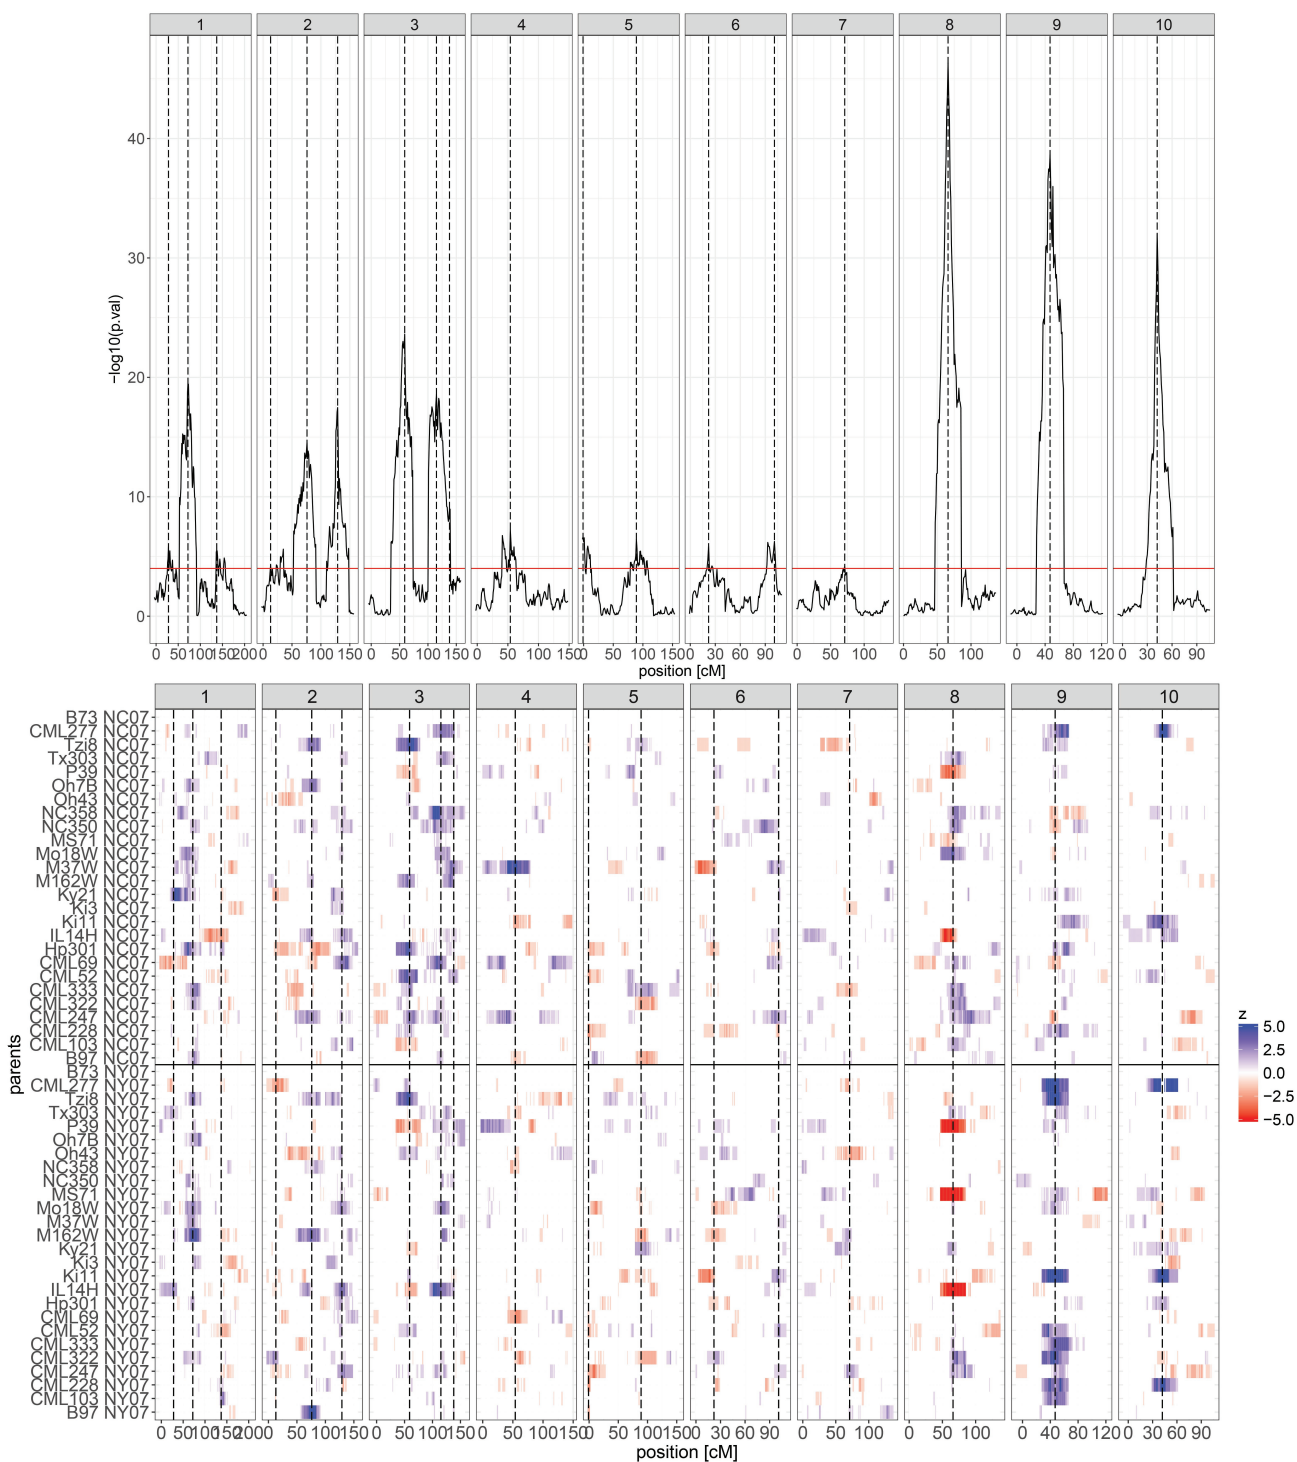 1 2 3 4 5 6 7 8 9 10
40
30
20
10
0
−log10(p.val)
0 50 100 150 200 0 50 100 150 0 50 100 150 0 50 100 150 0 50 100 150 0 30 60 90 0 50 100 0 50 100 0 40 80 120 0 30 60 90
position [cM]
1 2 3 4 5 6 7 8 9 10
B73 NC07
CML277 NC07
Tzi8 NC07
Tx303 NC07
P39 NC07
Oh7B NC07
Oh43 NC07
NC358 NC07
NC350 NC07
MS71 NC07
Mo18W NC07
M37W NC07
M162W NC07
Ky21 NC07
Ki3 NC07
Ki11 NC07
IL14H NC07
Hp301 NC07
CML69 NC07
CML52 NC07
CML333 NC07
CML322 NC07
CML247 NC07
CML228 NC07
CML103 NC07
B97 NC07
B73 NY07
CML277 NY07
Tzi8 NY07
Tx303 NY07
P39 NY07
Oh7B NY07
Oh43 NY07
NC358 NY07
NC350 NY07
MS71 NY07
Mo18W NY07
M37W NY07
M162W NY07
Ky21 NY07
Ki3 NY07
Ki11 NY07
IL14H NY07
Hp301 NY07
CML69 NY07
CML52 NY07
CML333 NY07
CML322 NY07
CML247 NY07
CML228 NY07
CML103 NY07
B97 NY07
parents
0 50 100 150 200 0 50 100 150 0 50 100 150 0 50 100 150 0 50 100 150 0 30 60 90 0 50 100 0 50 100 0 40 80 120 0 30 60 90
position [cM]
z
5.0
2.5
0.0
−2.5
−5.0